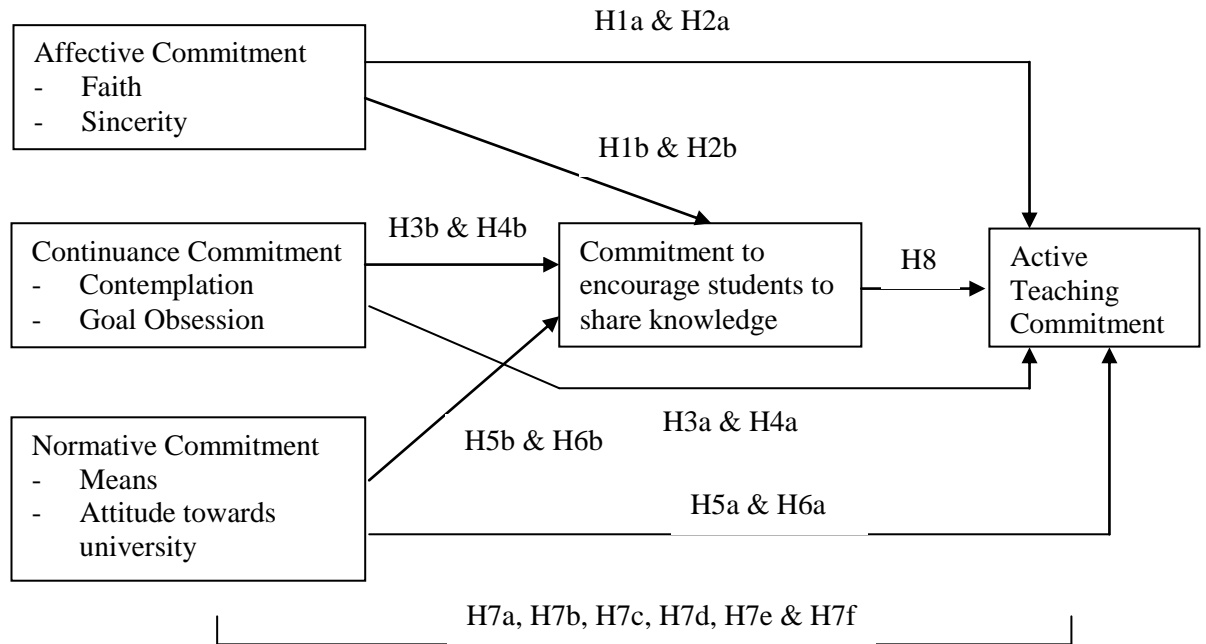 H1a & H2a
Affective Commitment
- Faith
- Sincerity
H1b & H2b
Continuance Commitment
- Contemplation
- Goal Obsession
H3b & H4b
Commitment to
encourage students to
share knowledge
H8
Active
Teaching
Commitment
H3a & H4a
Normative Commitment
- Means
- Attitude towards
university
H5b & H6b
H5a & H6a
H7a, H7b, H7c, H7d, H7e & H7f